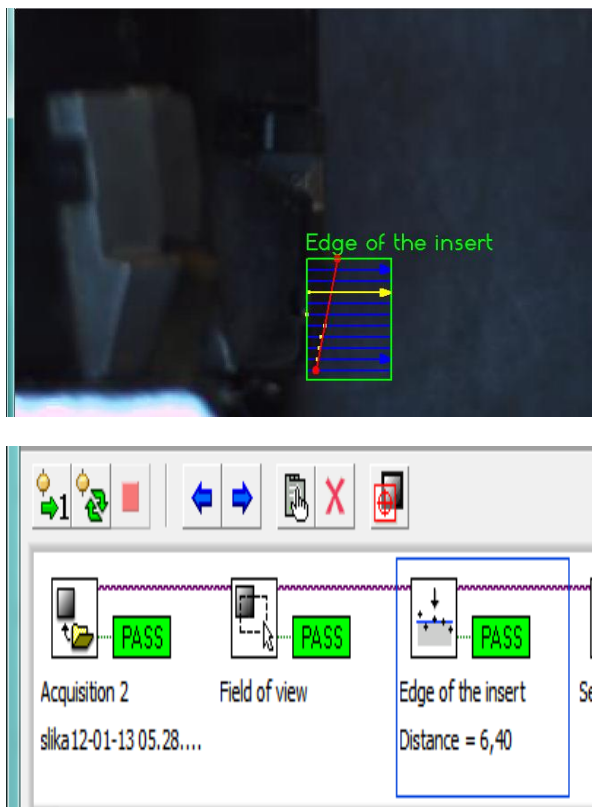 Edge of the insert
1
PASS
PASS
PASS
Acquisition 2
Field of view
Edge of the insert
Se
slika12-01-13 05.28....
Distance = 6,40